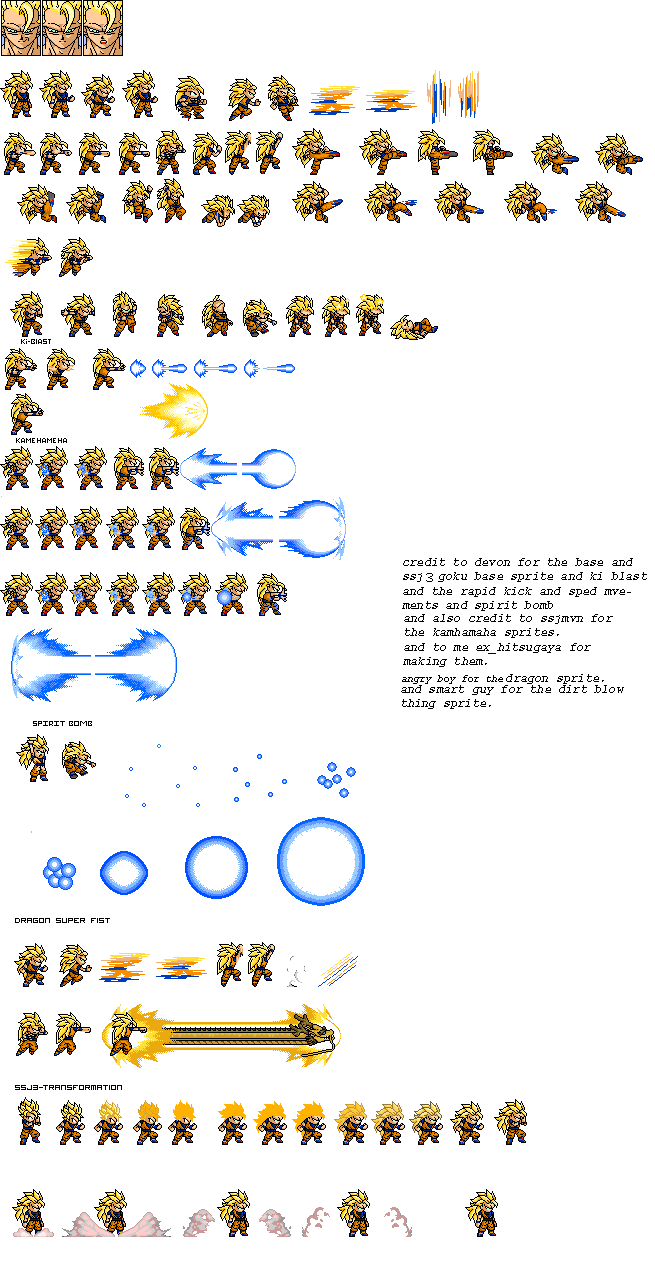 Ki-BlAST
KAMEHAMEHA
credit to devon for the base and
ssj3 goku base sprite and ki blast
and the rapid kick and sped mve-
ments and spirit bomb
and also credit to ssjmvn for
the kamhamaha sprites.
and to me ex_hitsugaya for
making them.
angry boy for the dragon sprite.
and smart guy for the dirt blow
thing sprite.
SPIRIT BOMB
DRAGON SUPER FIST
SSJ3-TRANSFORMATION